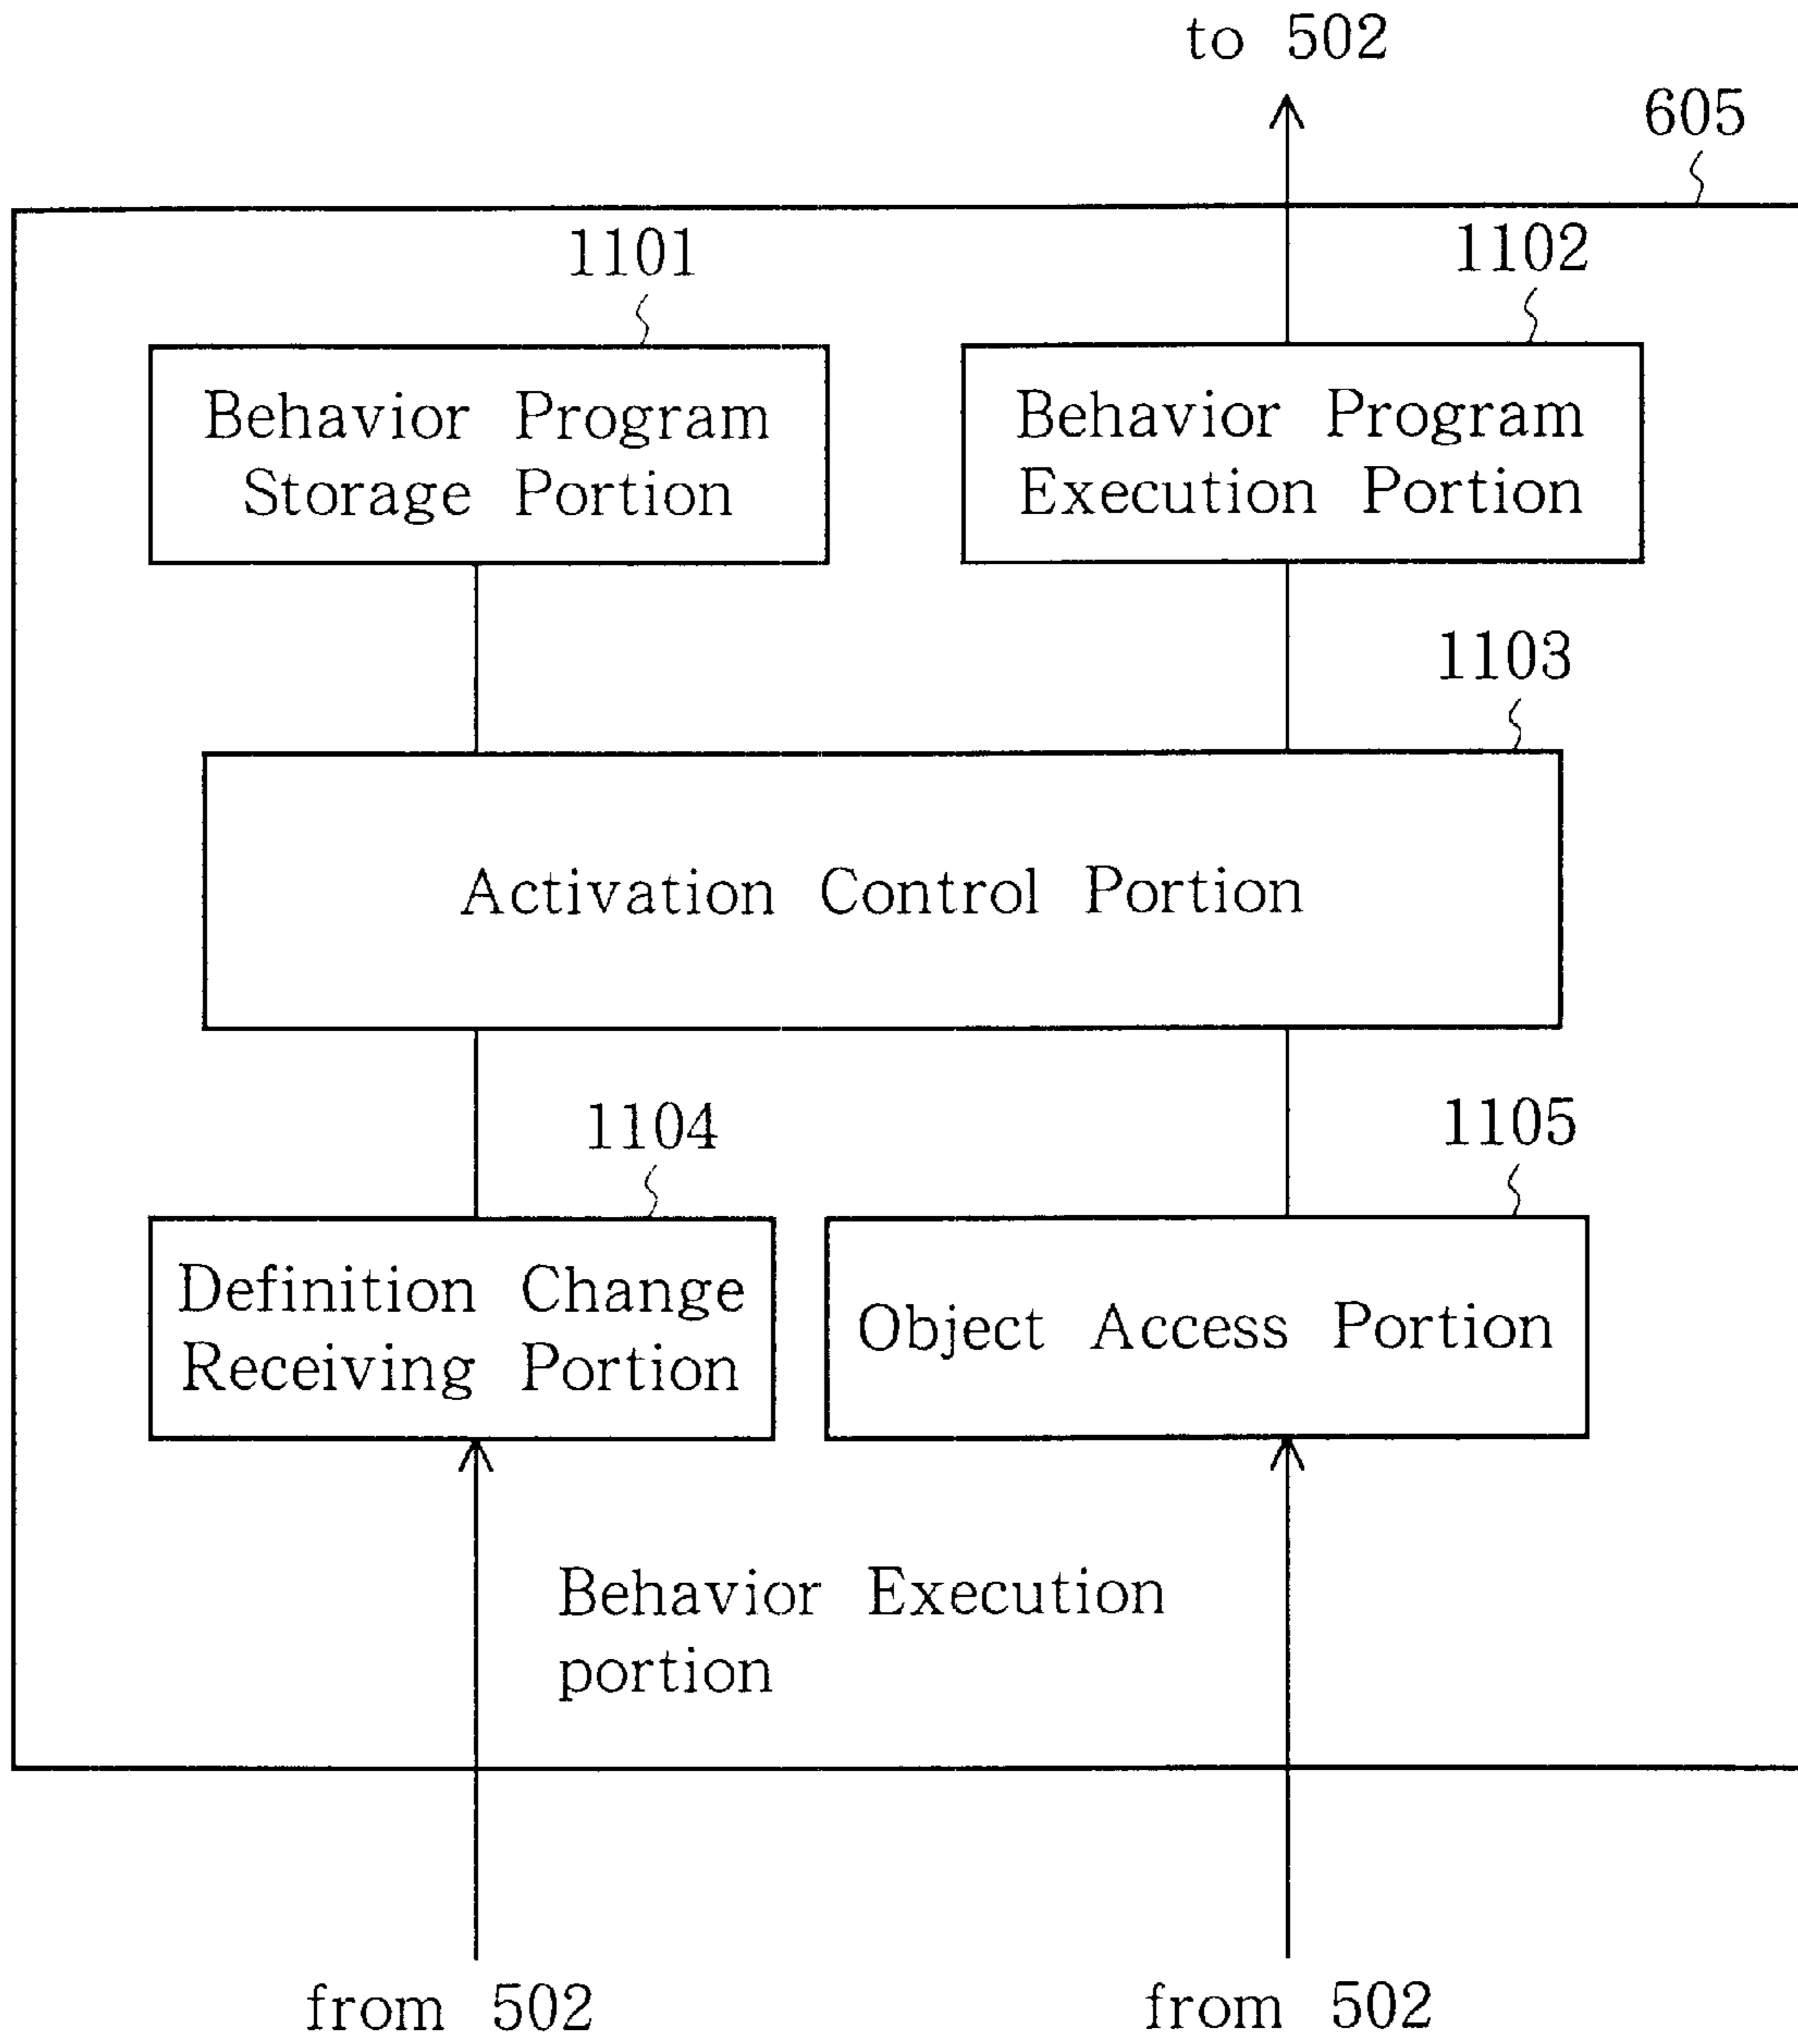 to 502
605
1101
1102
Behavior Program
Storage Portion
Behavior Program
Execution Portion
1103
Activation Control Portion
1104
1105
Definition Change
Receiving Portion
Object Access Portion
Behavior Execution
portion
from 502
from 502